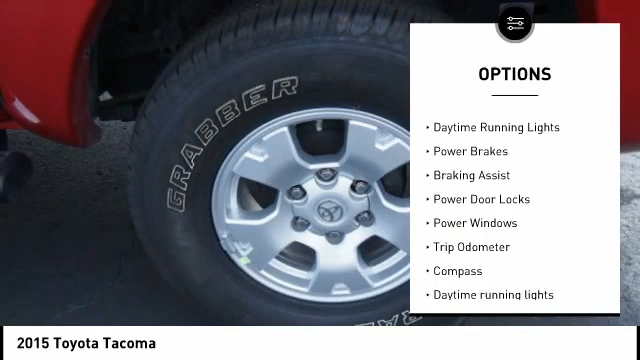 GRABBER
OPTIONS
‣ Daytime Running Lights
‣ Power Brakes
‣ Braking Assist
‣ Power Door Locks
‣ Power Windows
‣ Trip Odometer
‣ Compass
‣ Daytime running lights
2015 Toyota Tacoma